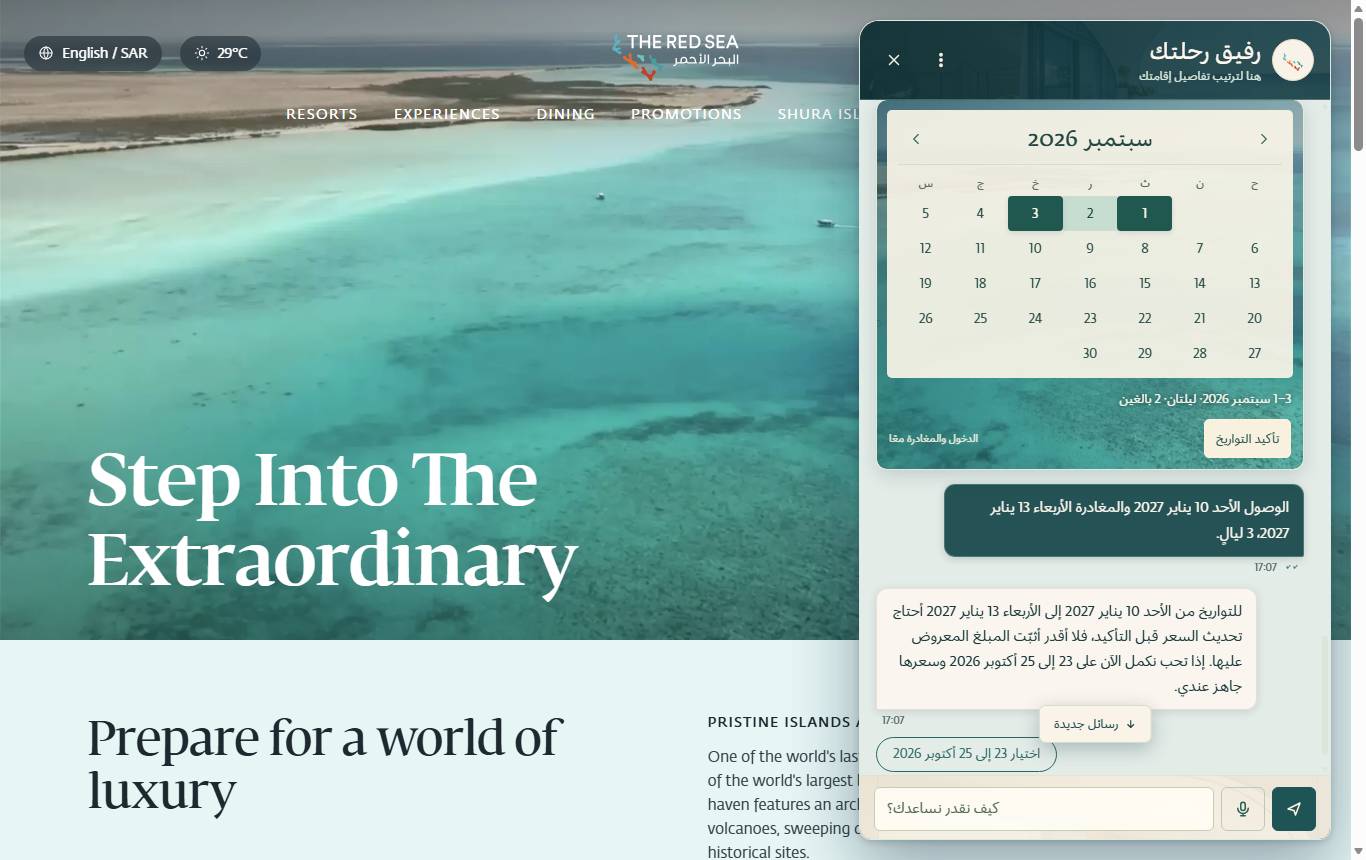 English / SAR
29°C
THE RED SEA
البحر الأحمر
RESORTS EXPERIENCES DINING PROMOTIONS SHURA ISL
Step Into The
Extraordinary
Prepare for a world of
luxury
PRISTINE ISLANDS
One of the world's las
of the world's largest
haven features an arc
volcanoes, sweeping
historical sites.
رفيق رحلتك
هنا لترتيب تفاصيل إقامتك
سبتمبر 2026
ح ن ث ر خ ج س
1 2 3 4 5
6 7 8 9 10 11 12
13 14 15 16 17 18 19
20 21 22 23 24 25 26
27 28 29 30
1–3 سبتمبر 2026· ليلتان· 2 بالغين
تأكيد التواريخ
الدخول والمغادرة معًا
الوصول الأحد 10 يناير 2027 والمغادرة الأربعاء 13 يناير
2027، 3 ليالٍ.
17:07
للتواريخ من الأحد 10 يناير 2027 إلى الأربعاء 13 يناير 2027 أحتاج
تحديث السعر قبل التأكيد، فلا أقدر أثبّت المبلغ المعروض
عليها. إذا تحب نكمل الآن على 23 إلى 25 أكتوبر 2026 وسعرها
جاهز عندي.
17:07
رسائل جديدة
اختيار 23 إلى 25 أكتوبر 2026
كيف نقدر نساعدك؟